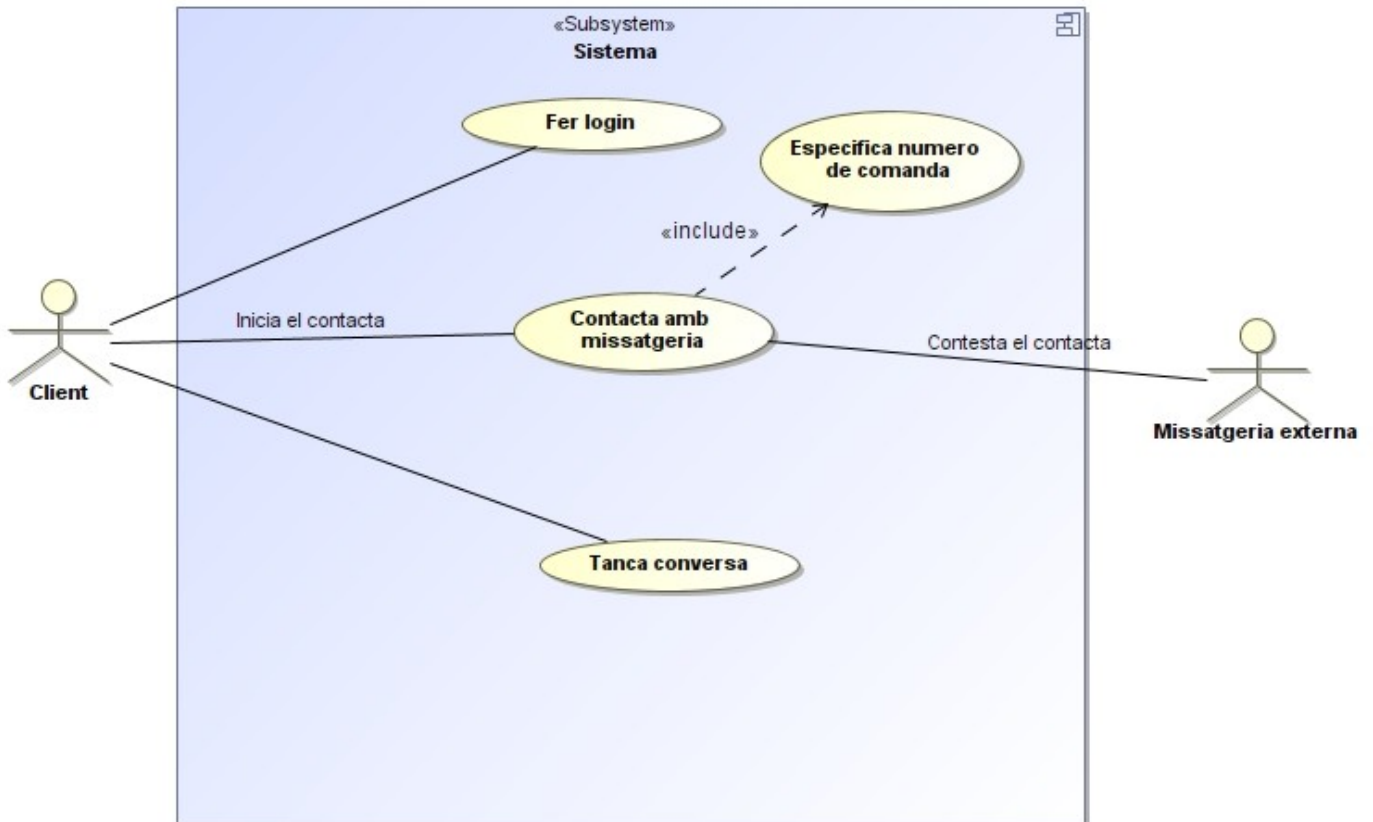 «Subsystem»
Sistema
Fer login
Especifica numero
de comanda
«include»
Inicia el contacta
Contacta amb
missatgeria
Contesta el contacta
Client
Missatgeria externa
Tanca conversa